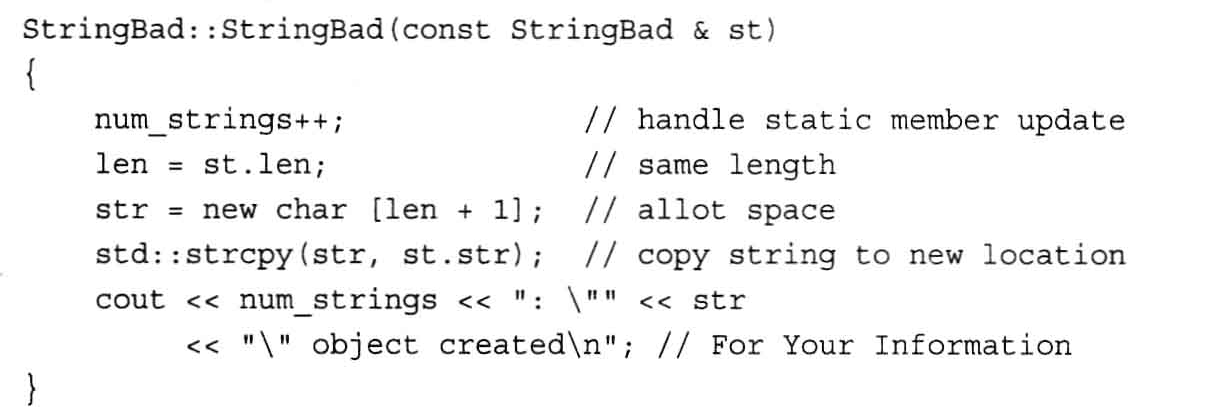 StringBad::StringBad(const StringBad & st)
{
    num_strings++;             // handle static member update
    len = st.len;              // same length
    str = new char [len + 1];  // allot space
    std::strcpy(str, st.str);  // copy string to new location
    cout << num_strings << ": \"" << str
         << "\" object created\n"; // For Your Information
}